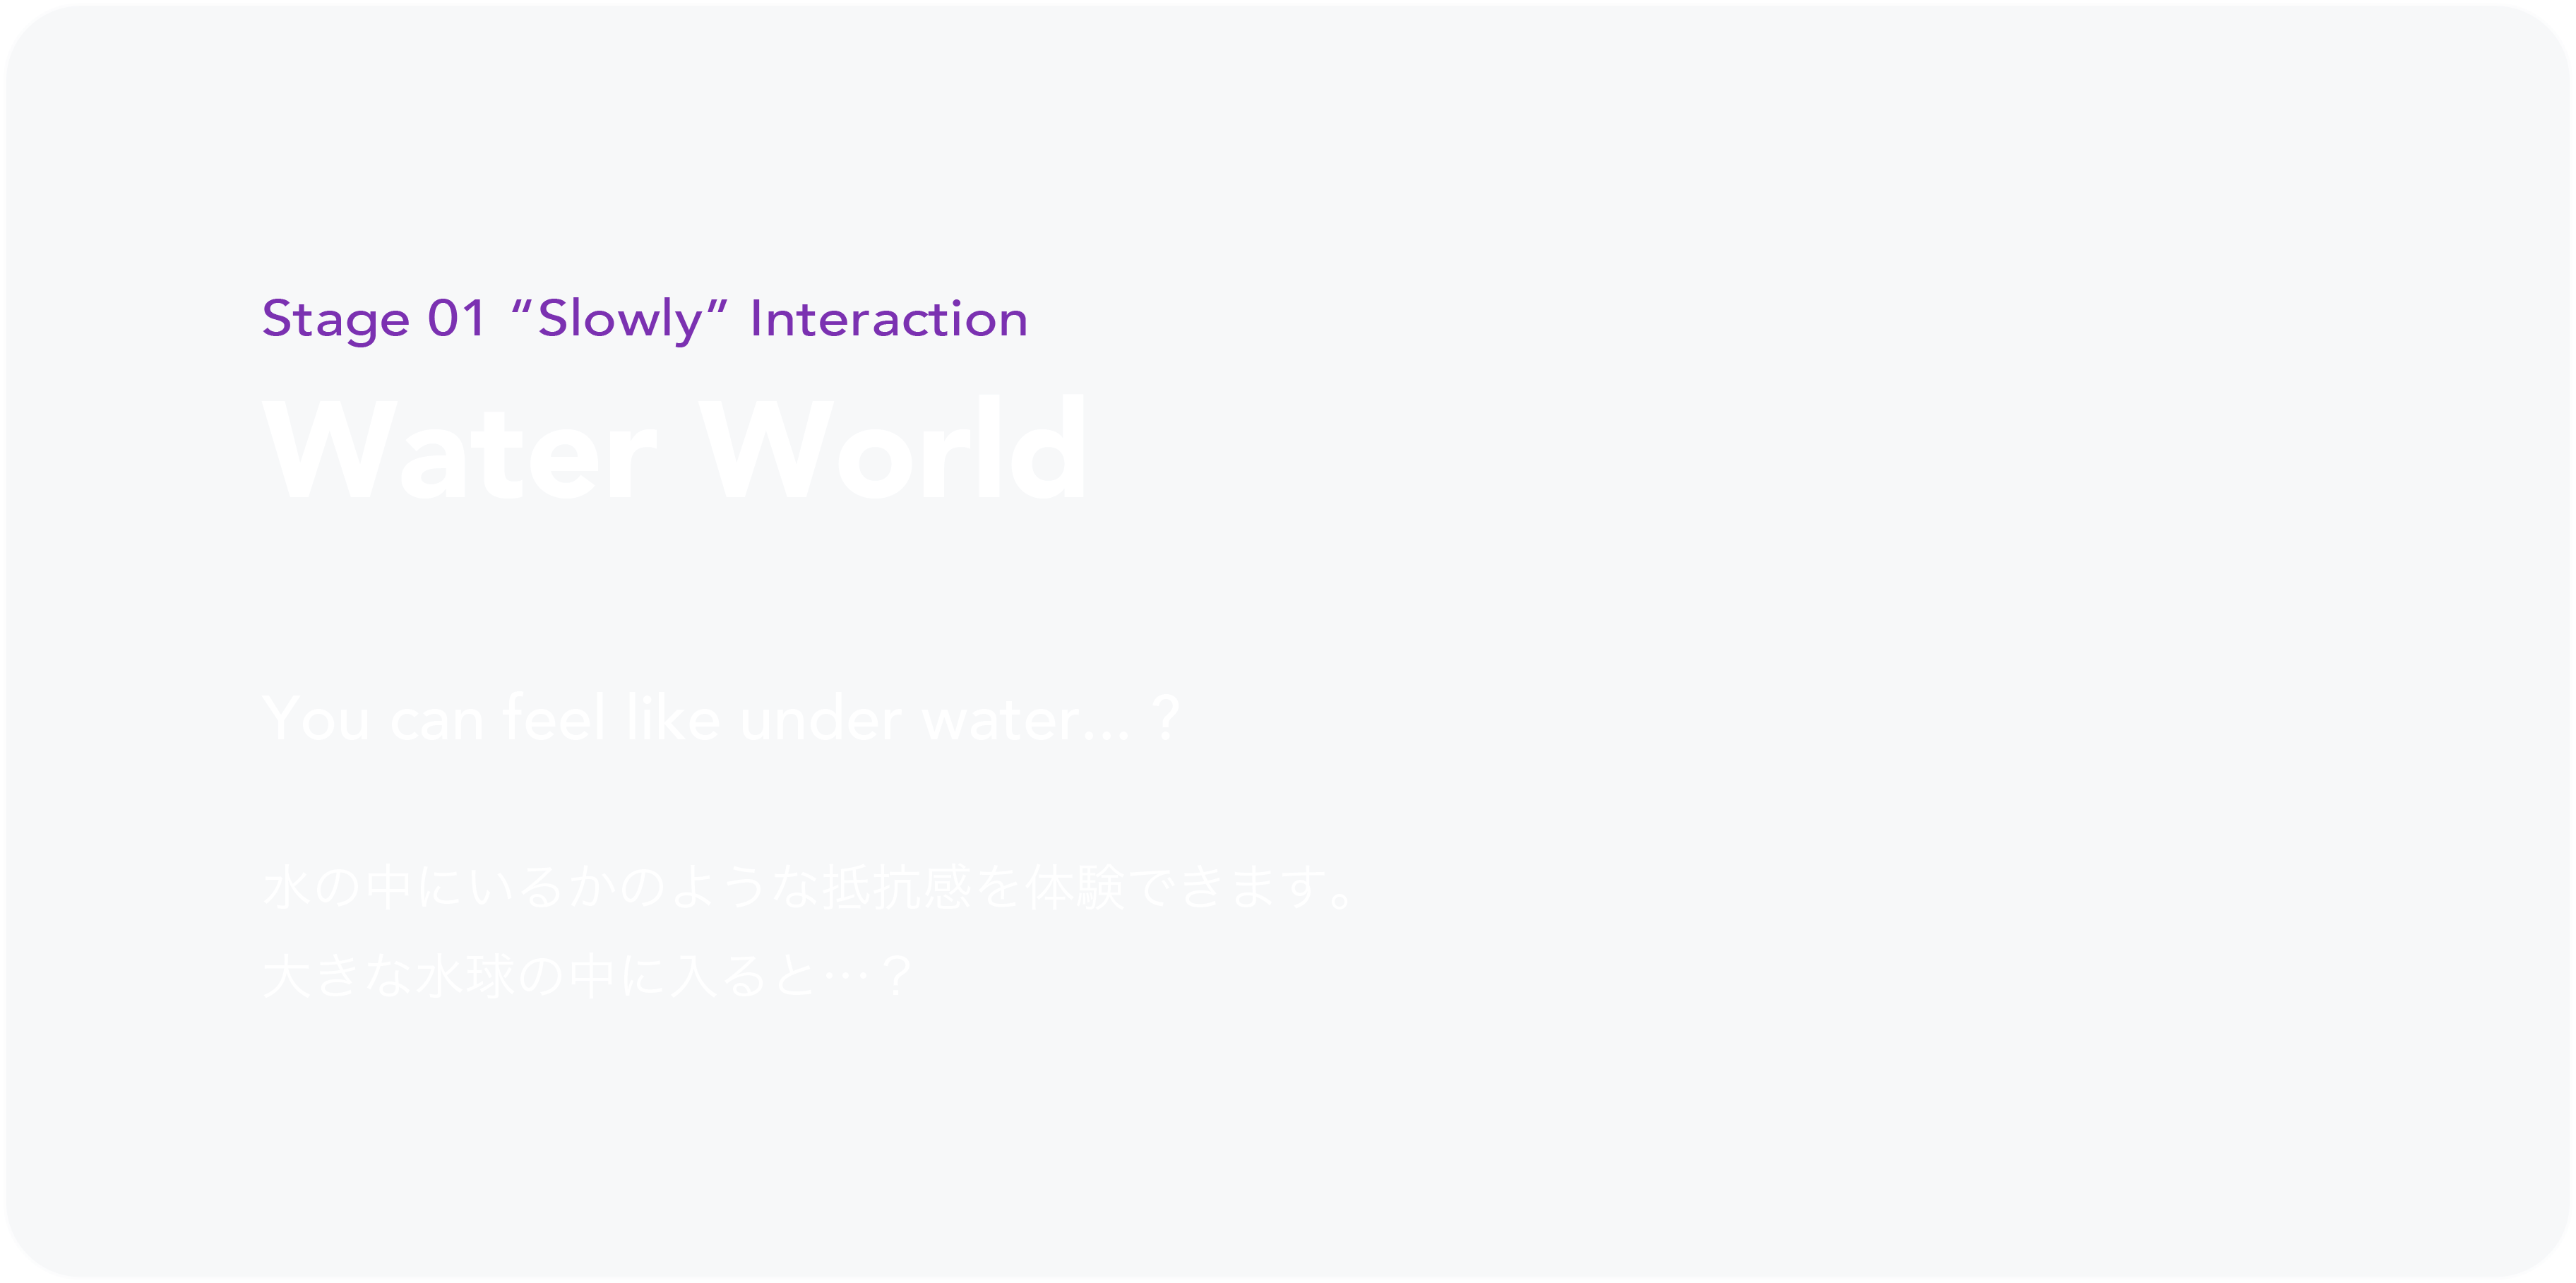 Stage 01 “Slowly” Interaction
Water World
You can feel like under water... ?
水の中にいるかのような抵抗感を体験できます。
大きな水球の中に入ると…？